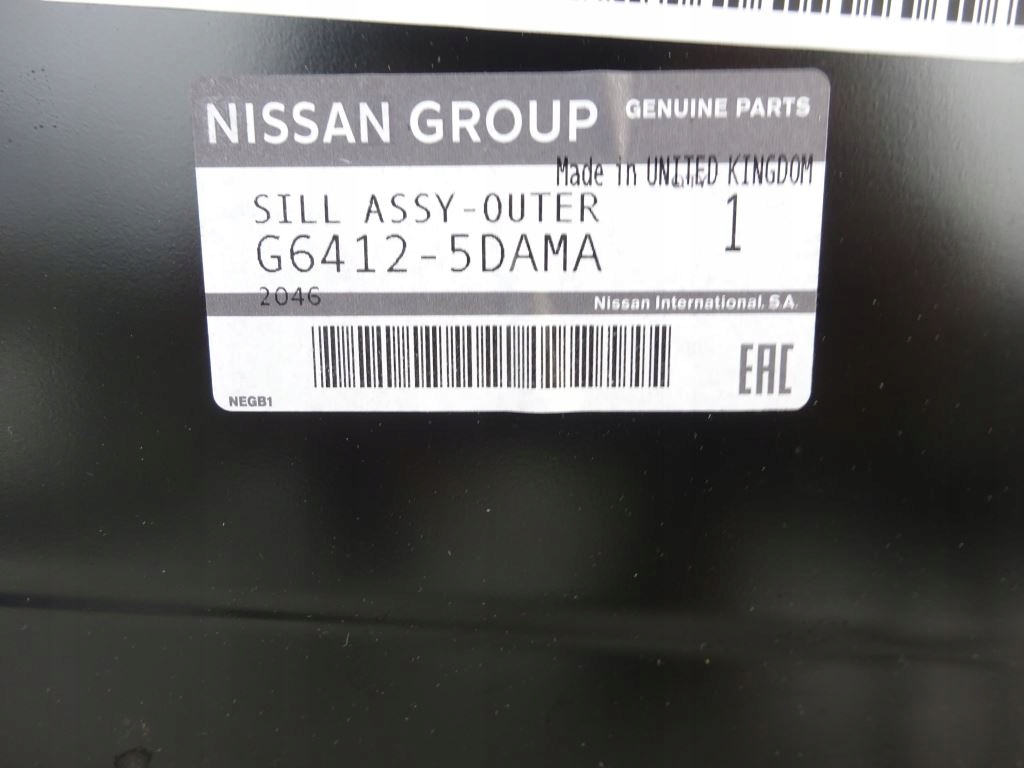 NISSAN GROUP GENUINE PARTS
Made in UNITED KINGDOM
SILL ASSY-OUTER
G6412-5DAMA 1
2046
Nissan International, S.A.
EAC
NEGB1